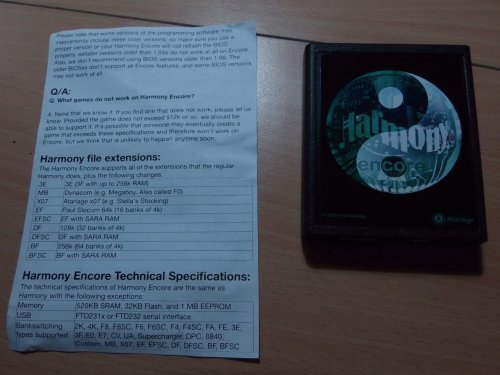 Please note that some versions of the programming software may
inadvertently include these older versions, so make sure you use a
proper version or your Harmony Encore will not reflash the BIOS
properly. eeloder versions older than 1.04e do not work at all on Encore.
Also, we don't recommend using BIOS versions older than 1.06. The
older BIOSes don't support all Encore features, and some BIOS versions
may not work at all.
Q/A:
Q. What games do not work on Harmony Encore?
A. None that we know if. If you find one that does not work, please let us
know. Provided the game does not exceed 512k or so, we should be
able to support it. It's possible that someone may eventually create a
game that exceeds these specifications and therefore won't work on
Encore, but we think that is unlikely to happen anytime soon.
Harmony file extensions:
The Harmony Encore supports all of the extensions that the regular
Harmony does, plus the following changes:
3E 3E (3F with up to 256k RAM)
MB Dynacom (e.g. Megaboy. Also called F0)
X07 Atariage x07 (e.g. Stella's Stocking)
EF Paul Slocum 64k (16 banks of 4k)
EFSC EF with SARA RAM
DF 128k (32 banks of 4k)
DFSC DF with SARA RAM
BF 256k (64 banks of 4k)
BFSC BF with SARA RAM
Harmony Encore Technical Specifications:
The technical specifications of Harmony Encore are the same as
Harmony with the following exceptions:
Memory 520KB SRAM, 32KB Flash, and 1 MB EEPROM
USB FTD231x or FTD232 serial interface
Bankswitching 2K, 4K, F8, F8SC, F6, F6SC, F4, F4SC, FA, FE, 3E,
types supported 3F, E0, E7, CV, UA, Supercharger, DPC, 0840,
Custom, MB, X07, EF, EFSC, DF, DFSC, BF, BFSC
Harmony
encore
AtariAge